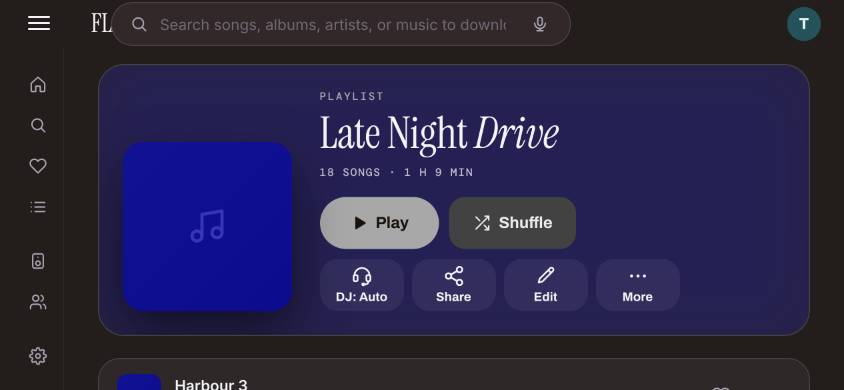 FL
Search songs, albums, artists, or music to downl
T
PLAYLIST
Late Night Drive
18 SONGS · 1 H 9 MIN
Play
Shuffle
DJ: Auto
Share
Edit
More
Harbour 3